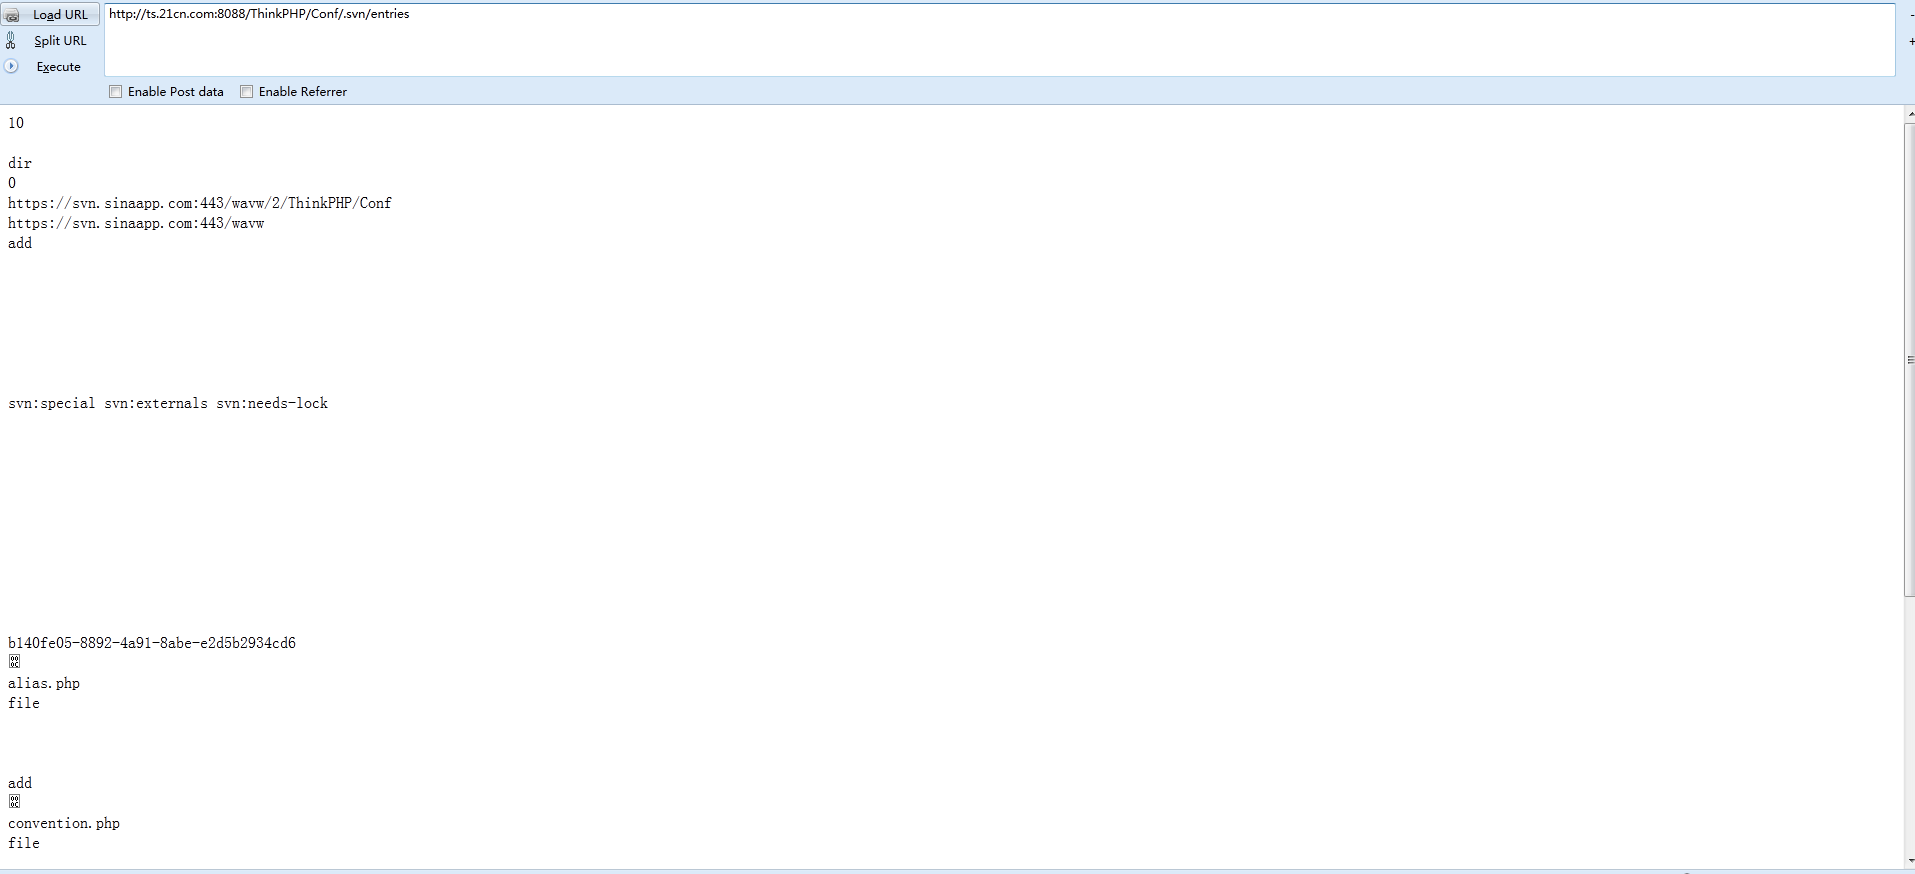 Load URL
http://ts.21cn.com:8088/ThinkPHP/Conf/.svn/entries
Split URL
Execute
Enable Post data
Enable Referrer
10
dir
0
https://svn.sinaapp.com:443/wavw/2/ThinkPHP/Conf
https://svn.sinaapp.com:443/wavw
add
svn:special svn:externals svn:needs-lock
b140fe05-8892-4a91-8abe-e2d5b2934cd6
alias.php
file
add
convention.php
file